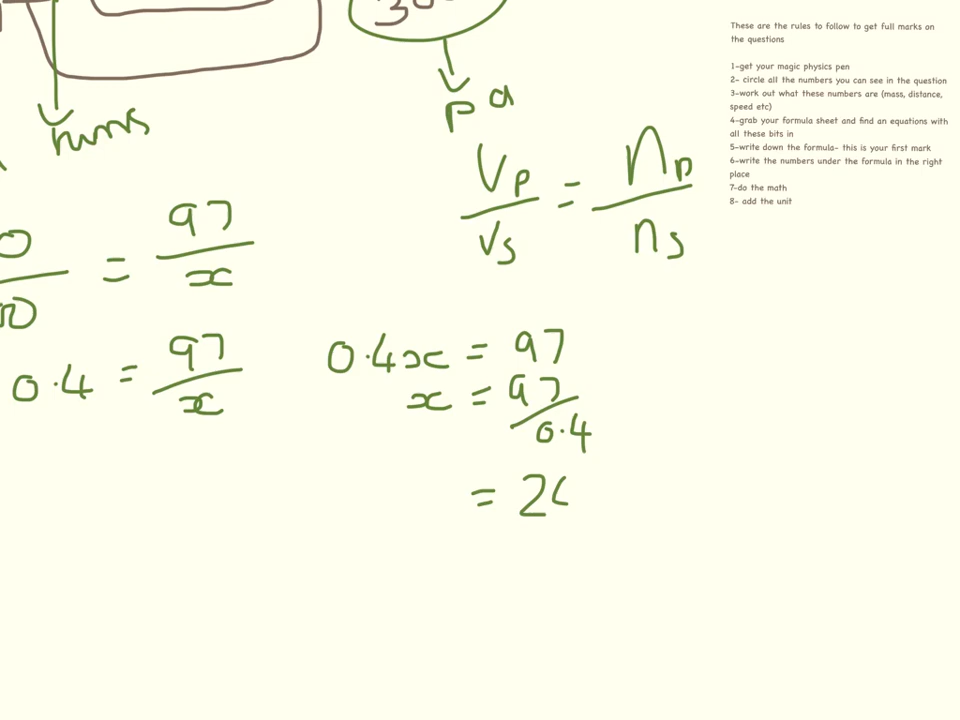 These are the rules to follow to get full marks on
the questions
1-get your magic physics pen
2- circle all the numbers you can see in the question
3-work out what these numbers are (mass, distance,
speed etc)
4-grab your formula sheet and find an equations with
all these bits in
5-write down the formula- this is your first mark
6-write the numbers under the formula in the right
place
7-do the math
8- add the unit
Pd
Vp/Vs = np/ns
= 97/x
0.4 = 97/x
0.4x = 97
x = 97/0.4
= 2